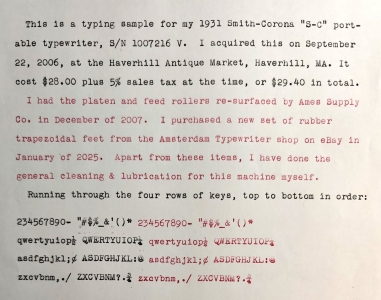 This is a typing sample for my 1931 Smith-Corona "S-C" port-
able typewriter, S/N 1007216 V. I acquired this on September
22, 2006, at the Haverhill Antique Market, Haverhill, MA. It
cost $28.00 plus 5% sales tax at the time, or $29.40 in total.
I had the platen and feed rollers re-surfaced by Ames Supply
Co. in December of 2007. I purchased a new set of rubber
trapezoidal feet from the Amsterdam Typewriter shop on eBay in
January of 2025. Apart from these items, I have done the
general cleaning & lubrication for this machine myself.
Running through the four rows of keys, top to bottom in order:
234567890- "#$%_&'()* 234567890- "#$%_&'()*
qwertyuiop½ QWERTYUIOP¼ qwertyuiop½ QWERTYUIOP¼
asdfghjkl;¢ ASDFGHJKL:@ asdfghjkl;¢ ASDFGHJKL:@
zxcvbnm,./ ZXCVBNM?.¾ zxcvbnm,./ ZXCVBNM?.¾